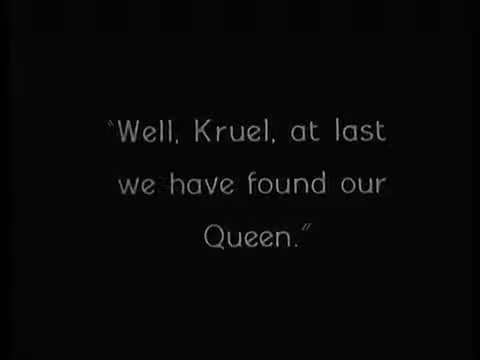 "Well, Kruel, at last
we have found our
Queen."